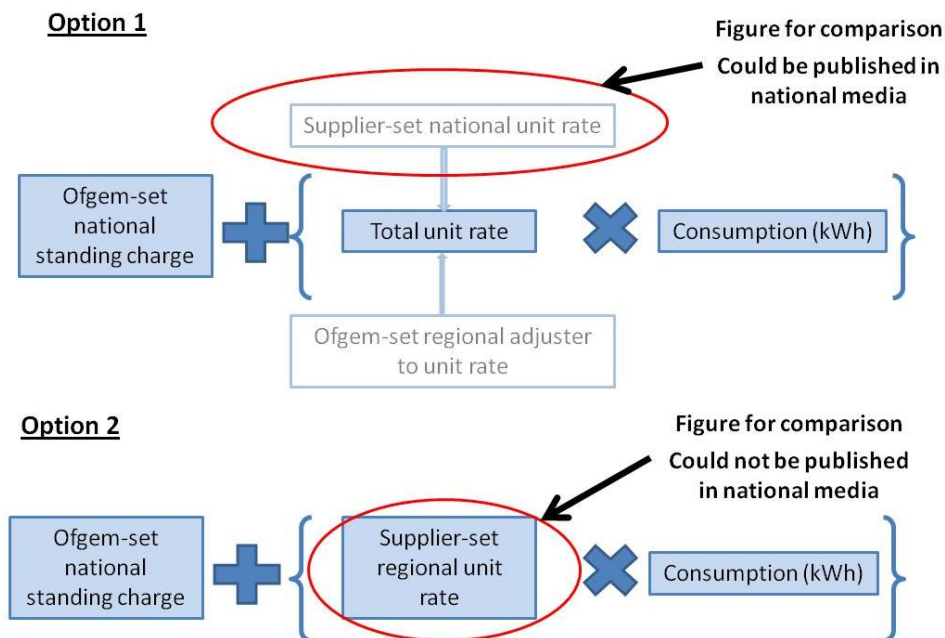 Option 1
Figure for comparison
Could be published in
national media
Supplier-set national unit rate
Ofgem-set
national
standing charge
Total unit rate
Consumption (kWh)
Ofgem-set regional adjuster
to unit rate
Option 2
Figure for comparison
Could not be published
in national media
Ofgem-set
national
standing charge
Supplier-set
regional unit
rate
Consumption (kWh)